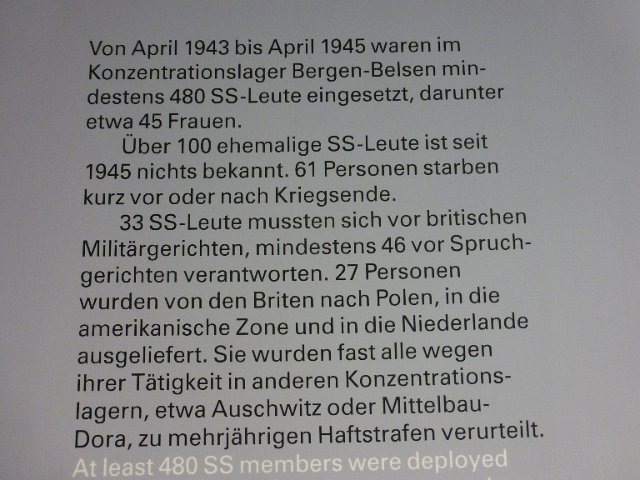 Von April 1943 bis April 1945 waren im
Konzentrationslager Bergen-Belsen min-
destens 480 SS-Leute eingesetzt, darunter
etwa 45 Frauen.
Über 100 ehemalige SS-Leute ist seit
1945 nichts bekannt. 61 Personen starben
kurz vor oder nach Kriegsende.
33 SS-Leute mussten sich vor britischen
Militärgerichten, mindestens 46 vor Spruch-
gerichten verantworten. 27 Personen
wurden von den Briten nach Polen, in die
amerikanische Zone und in die Niederlande
ausgeliefert. Sie wurden fast alle wegen
ihrer Tätigkeit in anderen Konzentrations-
lagern, etwa Auschwitz oder Mittelbau-
Dora, zu mehrjährigen Haftstrafen verurteilt.
At least 480 SS members were deployed